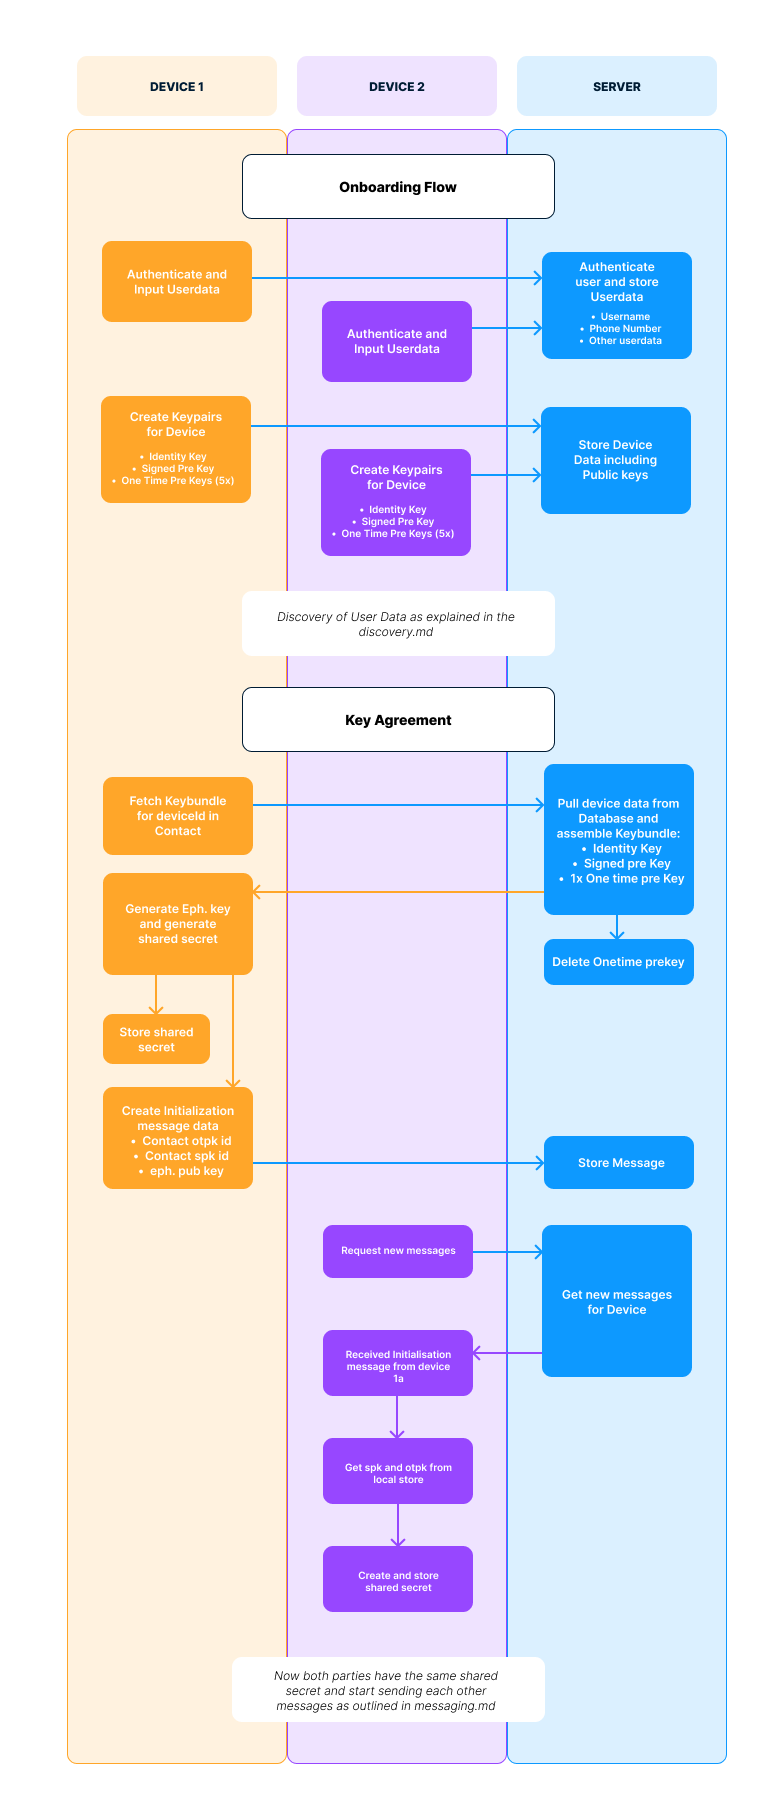 DEVICE 1
DEVICE 2
SERVER
Onboarding Flow
Authenticate and
Input Userdata
Authenticate
user and store
Userdata
• Username
• Phone Number
• Other userdata
Authenticate and
Input Userdata
Create Keypairs
for Device
• Identity Key
• Signed Pre Key
• One Time Pre Keys (5x)
Store Device
Data including
Public keys
Create Keypairs
for Device
• Identity Key
• Signed Pre Key
• One Time Pre Keys (5x)
Discovery of User Data as explained in the
discovery.md
Key Agreement
Fetch Keybundle
for deviceId in
Contact
Pull device data from
Database and
assemble Keybundle:
• Identity Key
• Signed pre Key
• 1x One time pre Key
Generate Eph. key
and generate
shared secret
Delete Onetime prekey
Store shared
secret
Create Initialization
message data
• Contact otpk id
• Contact spk id
• eph. pub key
Store Message
Request new messages
Get new messages
for Device
Received Initialisation
message from device
1a
Get spk and otpk from
local store
Create and store
shared secret
Now both parties have the same shared
secret and start sending each other
messages as outlined in messaging.md